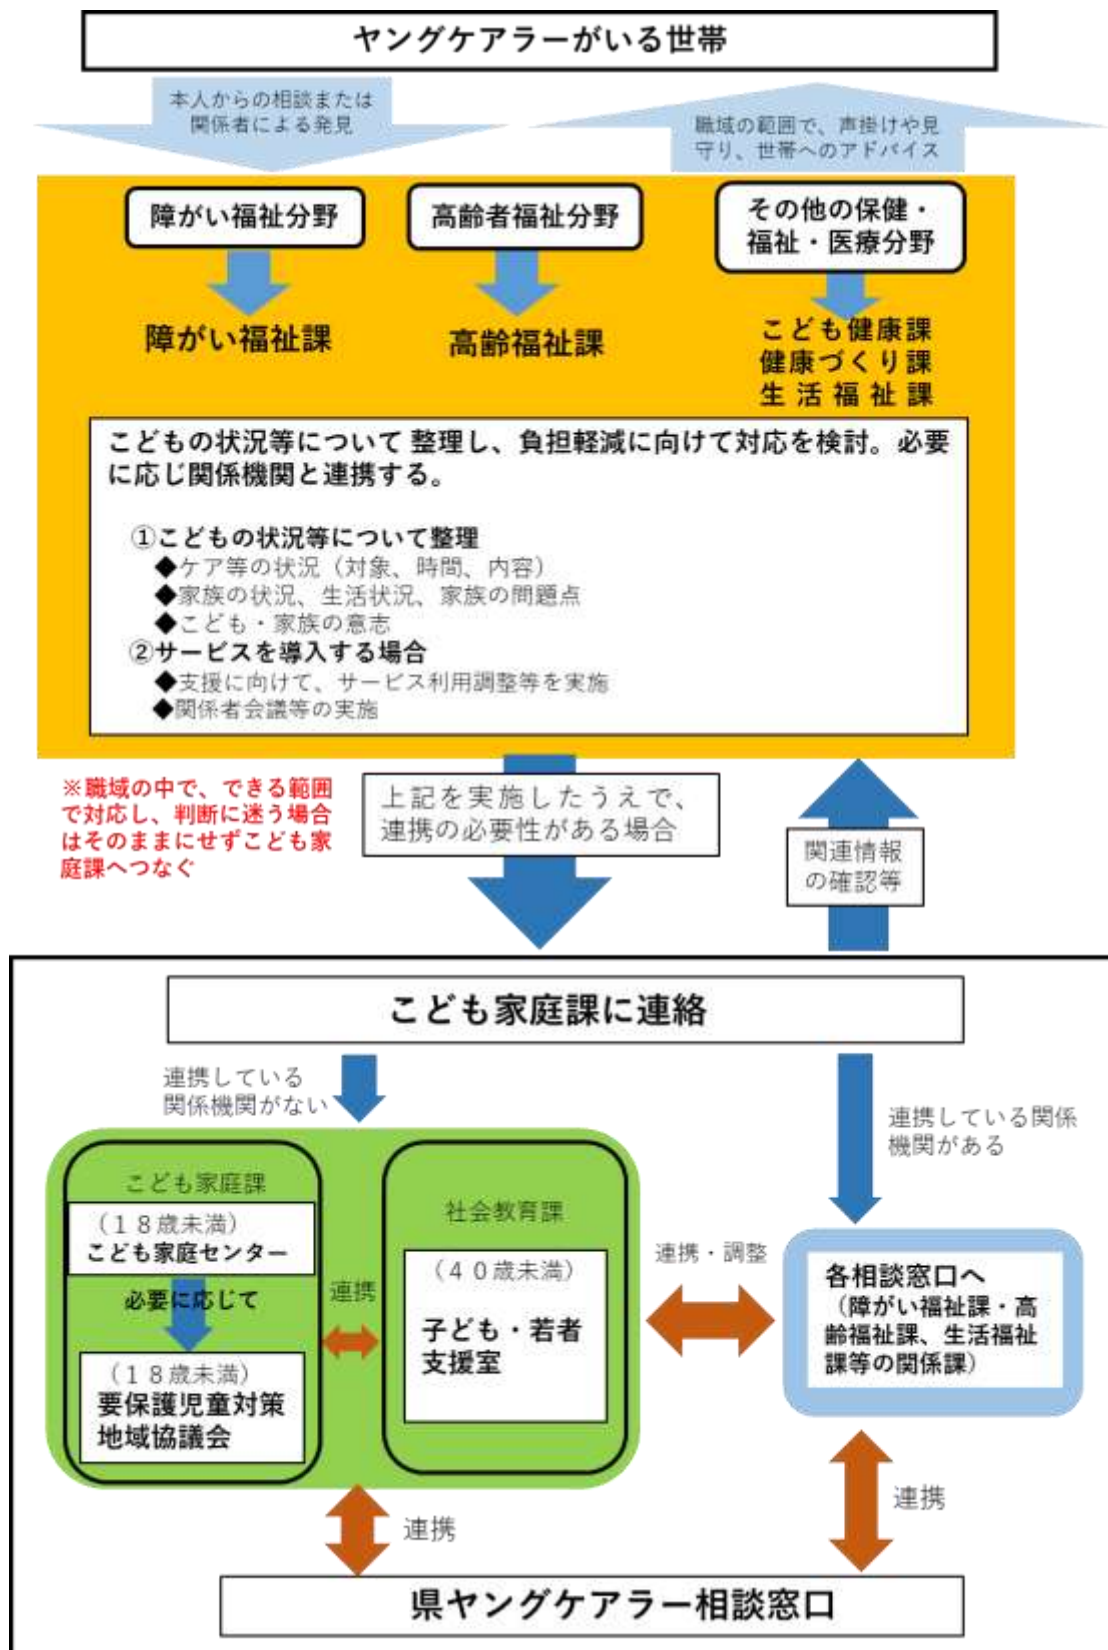 ヤングケアラーがいる世帯
本人からの相談または
関係者による発見
職域の範囲で、声掛けや見
守り、世帯へのアドバイス
障がい福祉分野
高齢者福祉分野
その他の保健・
福祉・医療分野
障がい福祉課
高齢福祉課
こども健康課
健康づくり課
生活福祉課
こどもの状況等について 整理し、負担軽減に向けて対応を検討。必要
に応じ関係機関と連携する。
①こどもの状況等について整理
◆ケア等の状況（対象、時間、内容）
◆家族の状況、生活状況、家族の問題点
◆こども・家族の意志
②サービスを導入する場合
◆支援に向けて、サービス利用調整等を実施
◆関係者会議等の実施
※職域の中で、できる範囲
で対応し、判断に迷う場合
はそのままにせずこども家
庭課へつなぐ
上記を実施したうえで、
連携の必要性がある場合
関連情報
の確認等
こども家庭課に連絡
連携している
関係機関がない
連携している関係
機関がある
こども家庭課
（１８歳未満）
こども家庭センター
必要に応じて
（１８歳未満）
要保護児童対策
地域協議会
連携
社会教育課
（４０歳未満）
子ども・若者
支援室
連携・調整
各相談窓口へ
（障がい福祉課・高
齢福祉課、生活福祉
課等の関係課）
連携
連携
県ヤングケアラー相談窓口